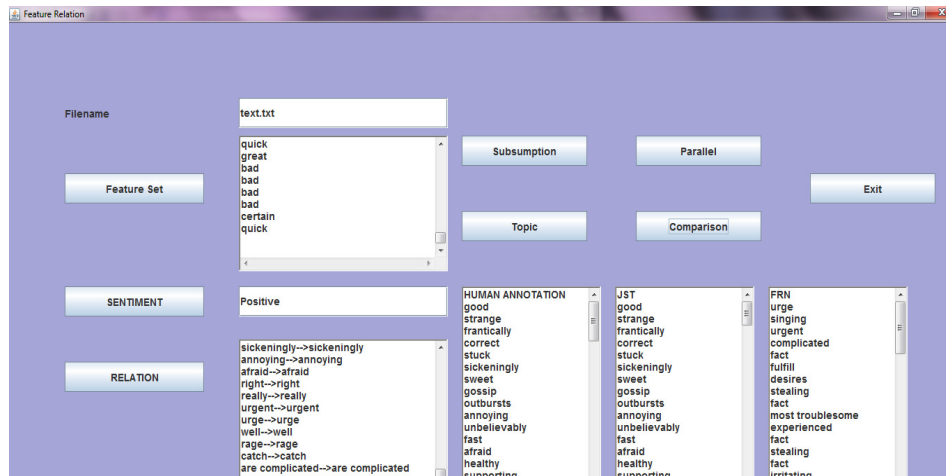 Feature Relation
Filename
text.txt
quick
great
bad
bad
bad
bad
certain
quick
Feature Set
Subsumption
Parallel
Exit
Topic
Comparison
SENTIMENT
Positive
RELATION
sickeningly-->sickeningly
annoying-->annoying
afraid-->afraid
right-->right
really-->really
urgent-->urgent
urge-->urge
well-->well
rage-->rage
catch-->catch
are complicated-->are complicated
HUMAN ANNOTATION
good
strange
frantically
correct
stuck
sickeningly
sweet
gossip
outbursts
annoying
unbelievably
fast
afraid
healthy
supporting
JST
good
strange
frantically
correct
stuck
sickeningly
sweet
gossip
outbursts
annoying
unbelievably
fast
afraid
healthy
supporting
FRN
urge
singing
urgent
complicated
fact
fulfill
desires
stealing
fact
most troublesome
experienced
fact
stealing
fact
irritating